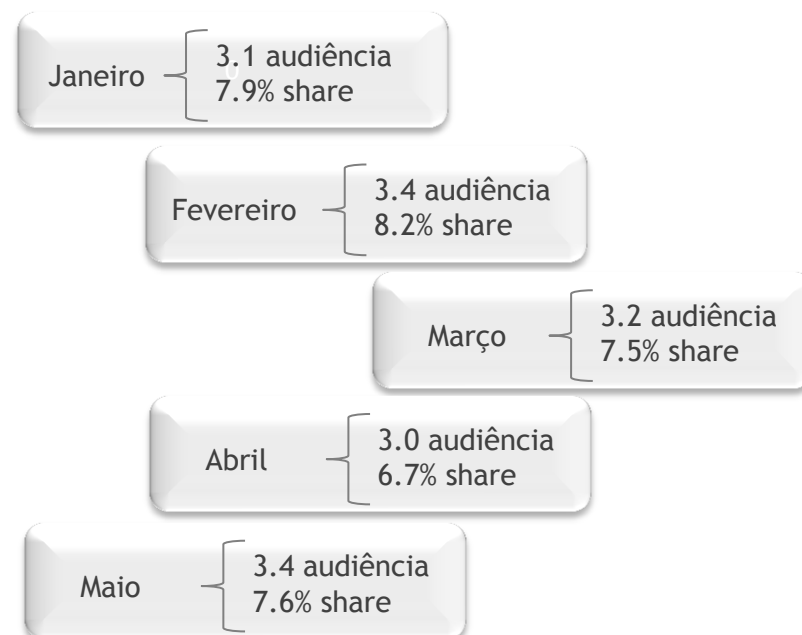 Janeiro
3.1 audiência
7.9% share
Fevereiro
3.4 audiência
8.2% share
Março
3.2 audiência
7.5% share
Abril
3.0 audiência
6.7% share
Maio
3.4 audiência
7.6% share